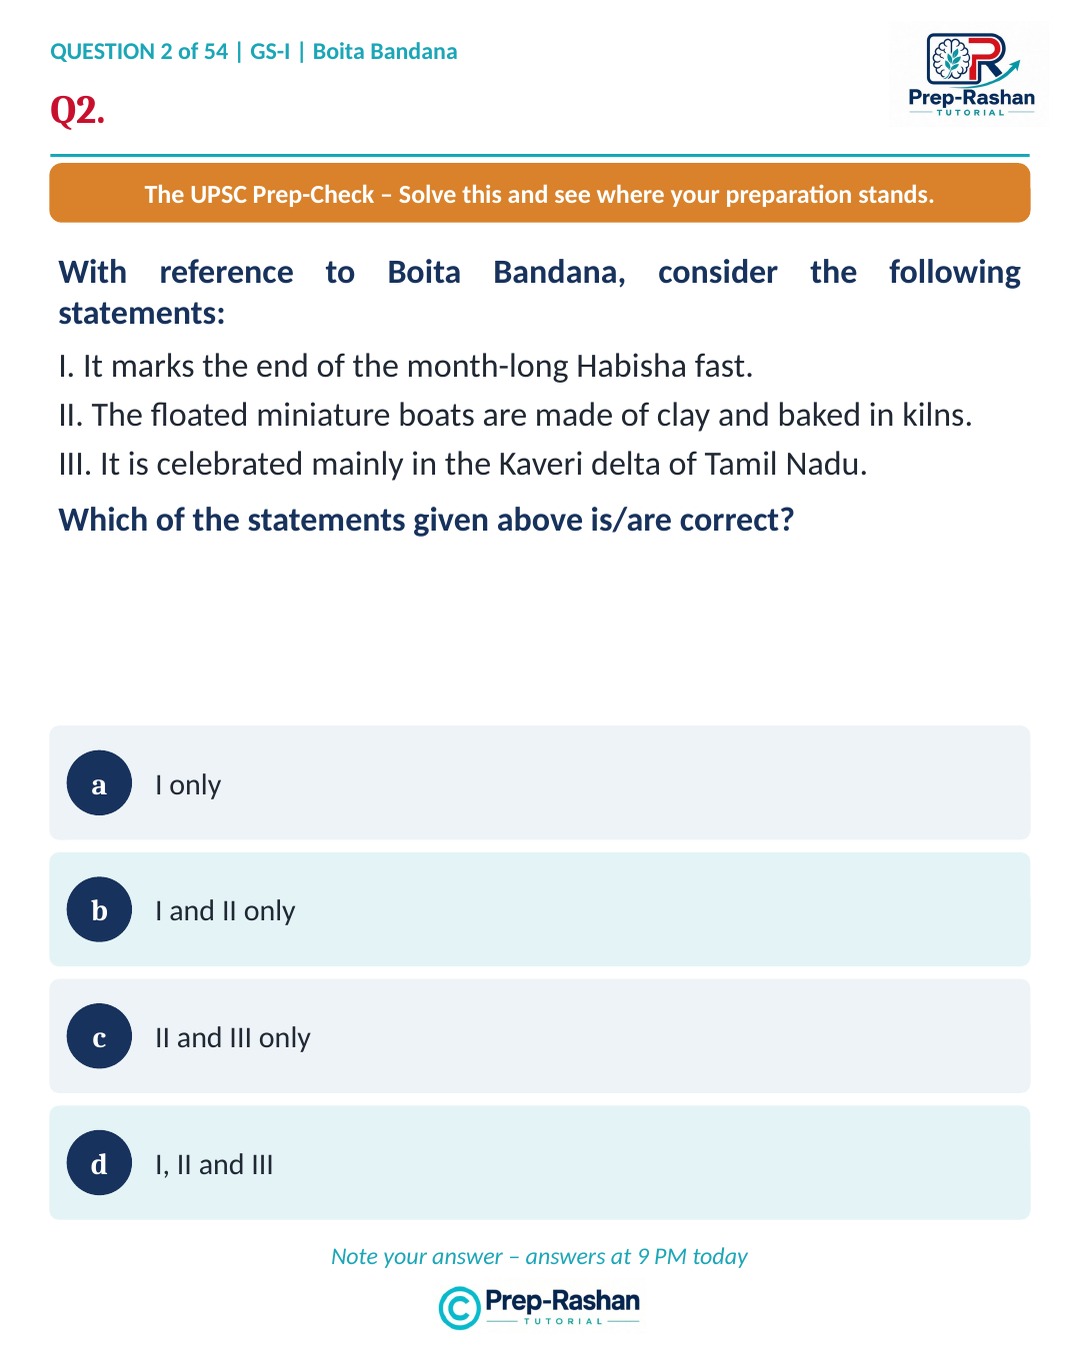 QUESTION 2 of 54 | GS-I | Boita Bandana
Prep-Rashan
TUTORIAL
Q2.
The UPSC Prep-Check – Solve this and see where your preparation stands.
With reference to Boita Bandana, consider the following
statements:
I. It marks the end of the month-long Habisha fast.
II. The floated miniature boats are made of clay and baked in kilns.
III. It is celebrated mainly in the Kaveri delta of Tamil Nadu.
Which of the statements given above is/are correct?
a I only
b I and II only
c II and III only
d I, II and III
Note your answer – answers at 9 PM today
© Prep-Rashan
TUTORIAL